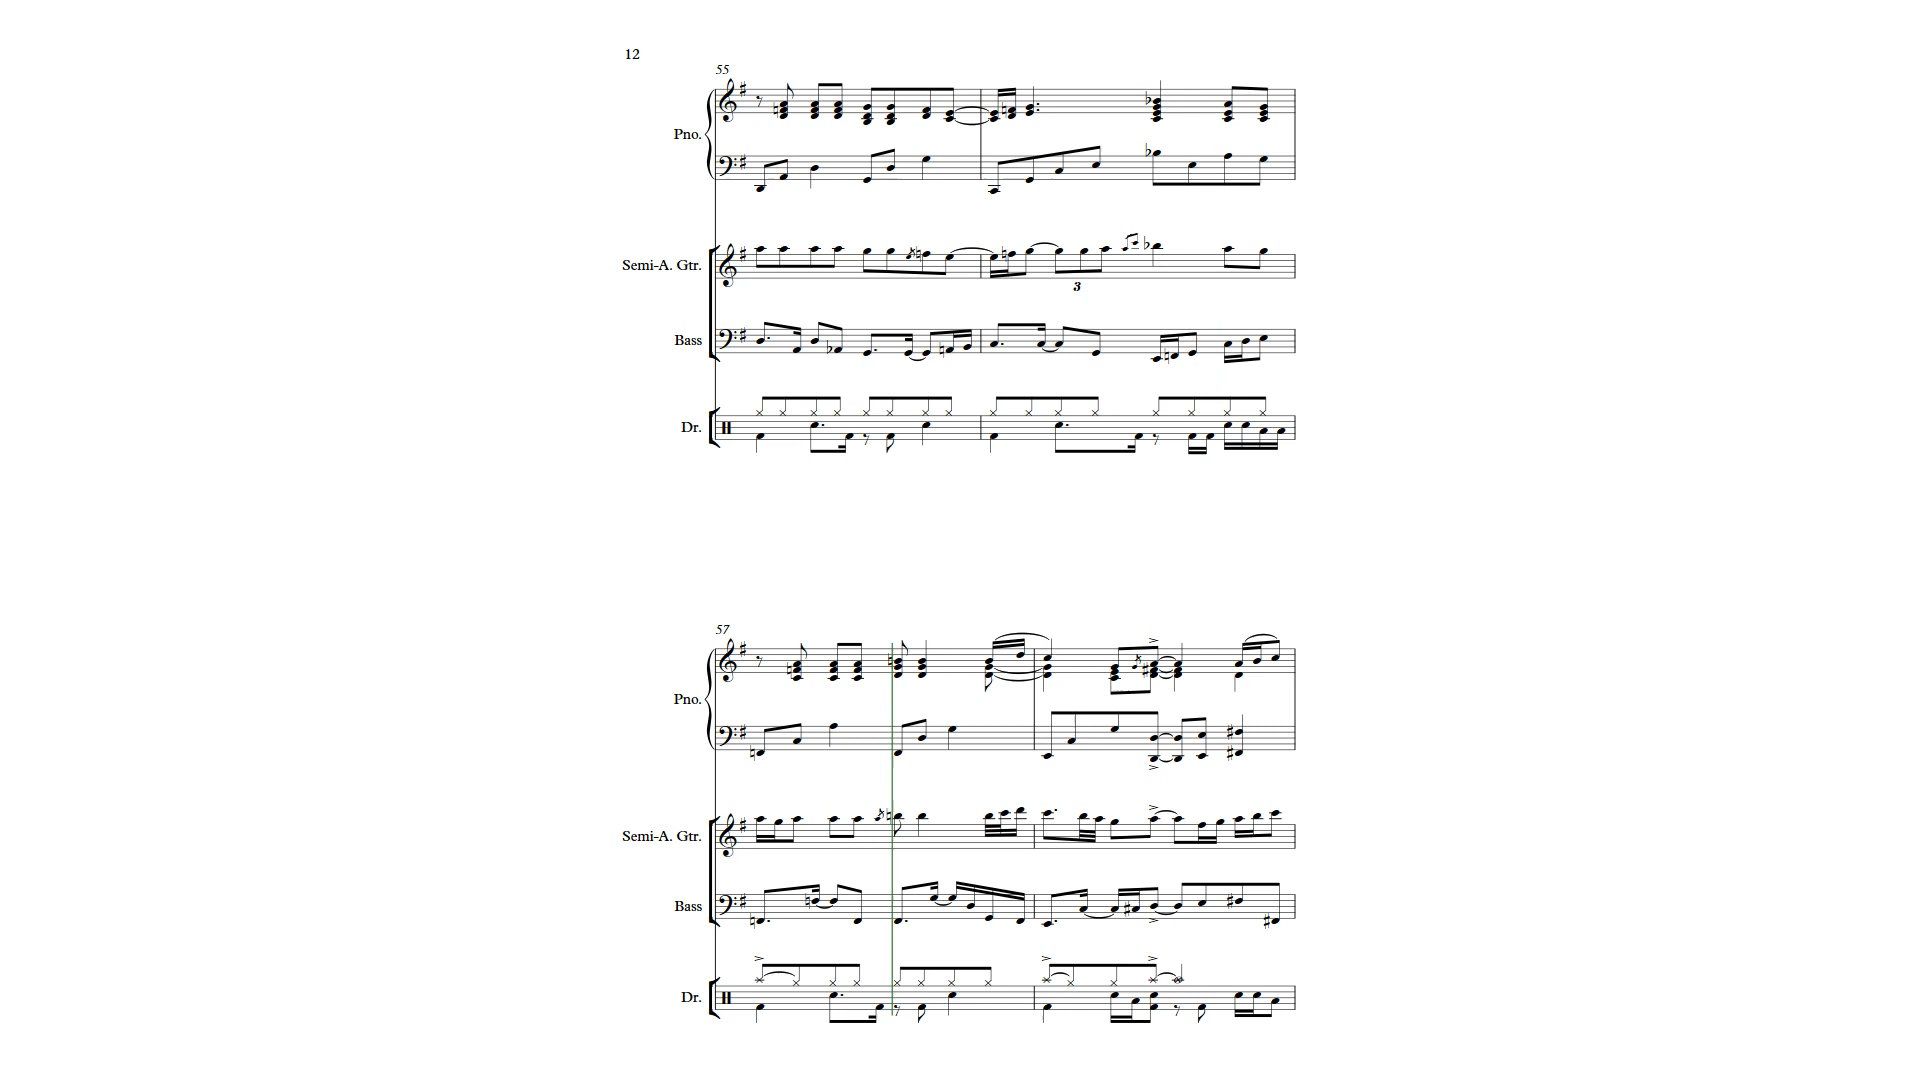 12
55
Pno.
Semi-A. Gtr.
3
Bass
Dr.
57
Pno.
Semi-A. Gtr.
Bass
Dr.